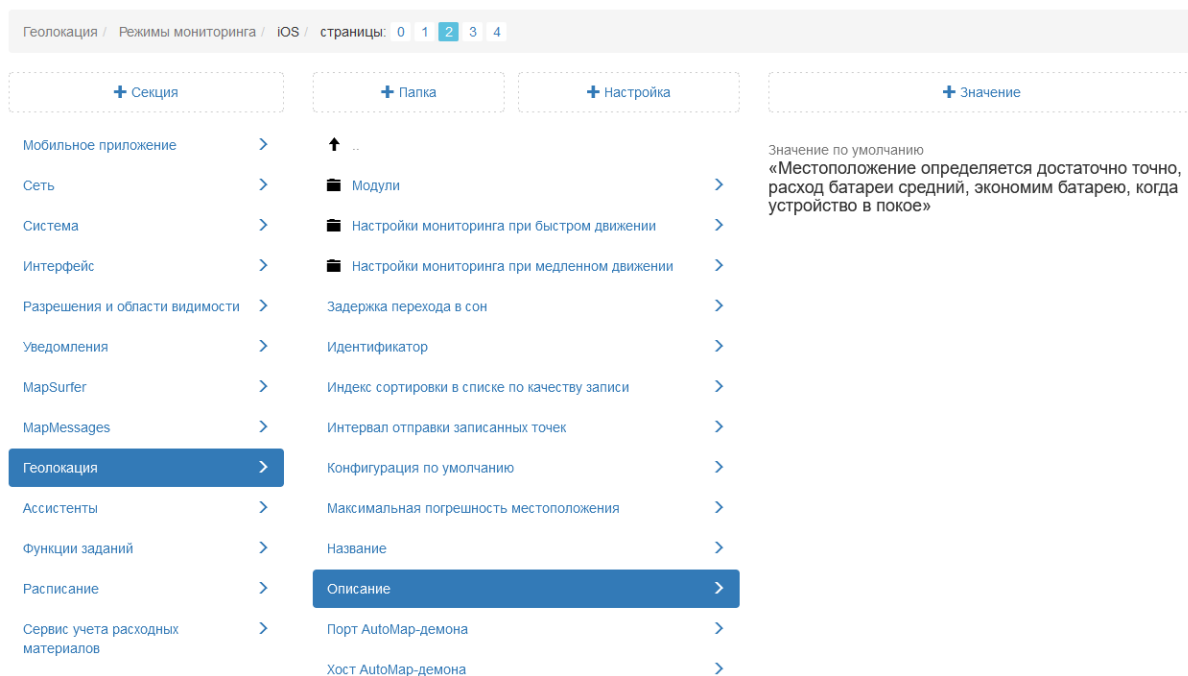 Геолокация / Режимы мониторинга / iOS / страницы: 0 1 2 3 4
+ Секция
+ Папка
+ Настройка
+ Значение
Мобильное приложение
Сеть
Система
Интерфейс
Разрешения и области видимости
Уведомления
MapSurfer
MapMessages
Геолокация
Ассистенты
Функции заданий
Расписание
Сервис учета расходных
материалов
..
Модули
Настройки мониторинга при быстром движении
Настройки мониторинга при медленном движении
Задержка перехода в сон
Идентификатор
Индекс сортировки в списке по качеству записи
Интервал отправки записанных точек
Конфигурация по умолчанию
Максимальная погрешность местоположения
Название
Описание
Порт AutoMap-демона
Хост AutoMap-демона
Значение по умолчанию
«Местоположение определяется достаточно точно,
расход батареи средний, экономим батарею, когда
устройство в покое»